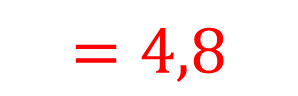 = 4,8